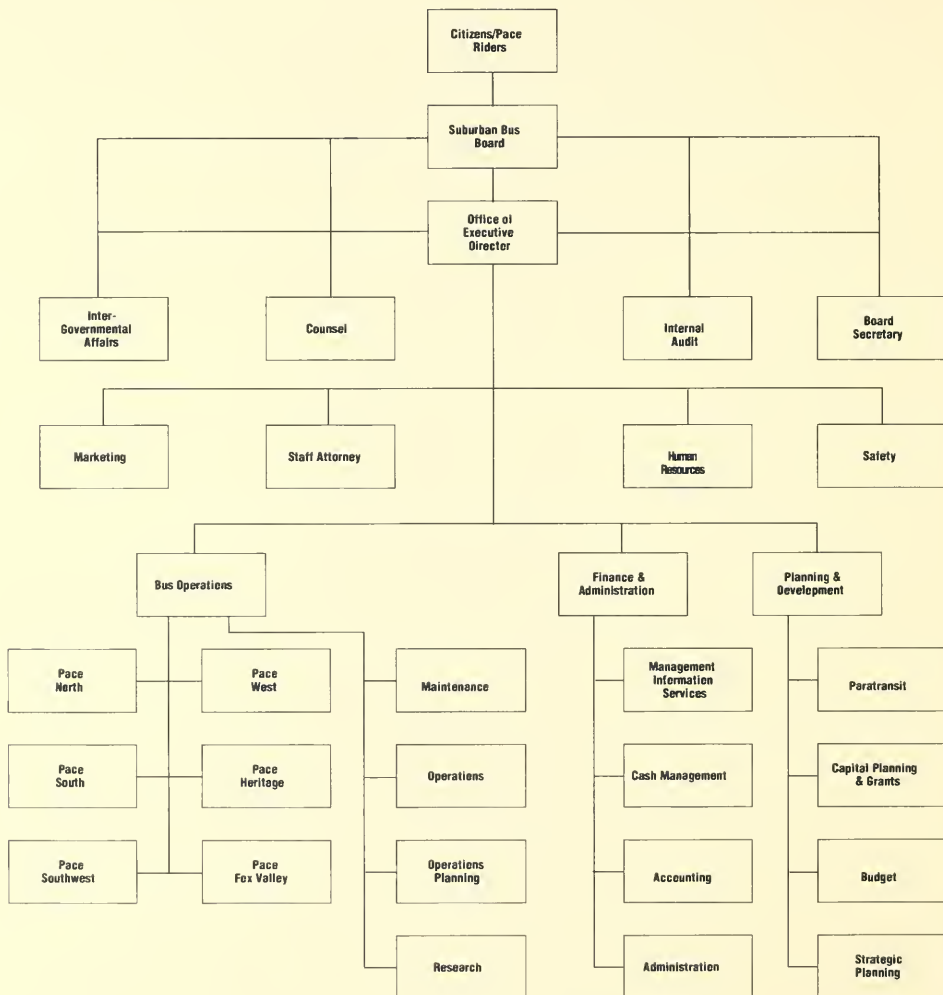 Citizens/Pace
Riders
Suburban Bus
Board
Office of
Executive
Director
Inter-
Governmental
Affairs
Counsel
Internal
Audit
Board
Secretary
Marketing
Staff Attorney
Human
Resources
Safety
Bus Operations
Finance &
Administration
Planning &
Development
Pace
North
Pace
West
Maintenance
Management
Information
Services
Paratransit
Pace
South
Pace
Heritage
Operations
Cash Management
Capital Planning
& Grants
Pace
Southwest
Pace
Fox Valley
Operations
Planning
Accounting
Budget
Research
Administration
Strategic
Planning